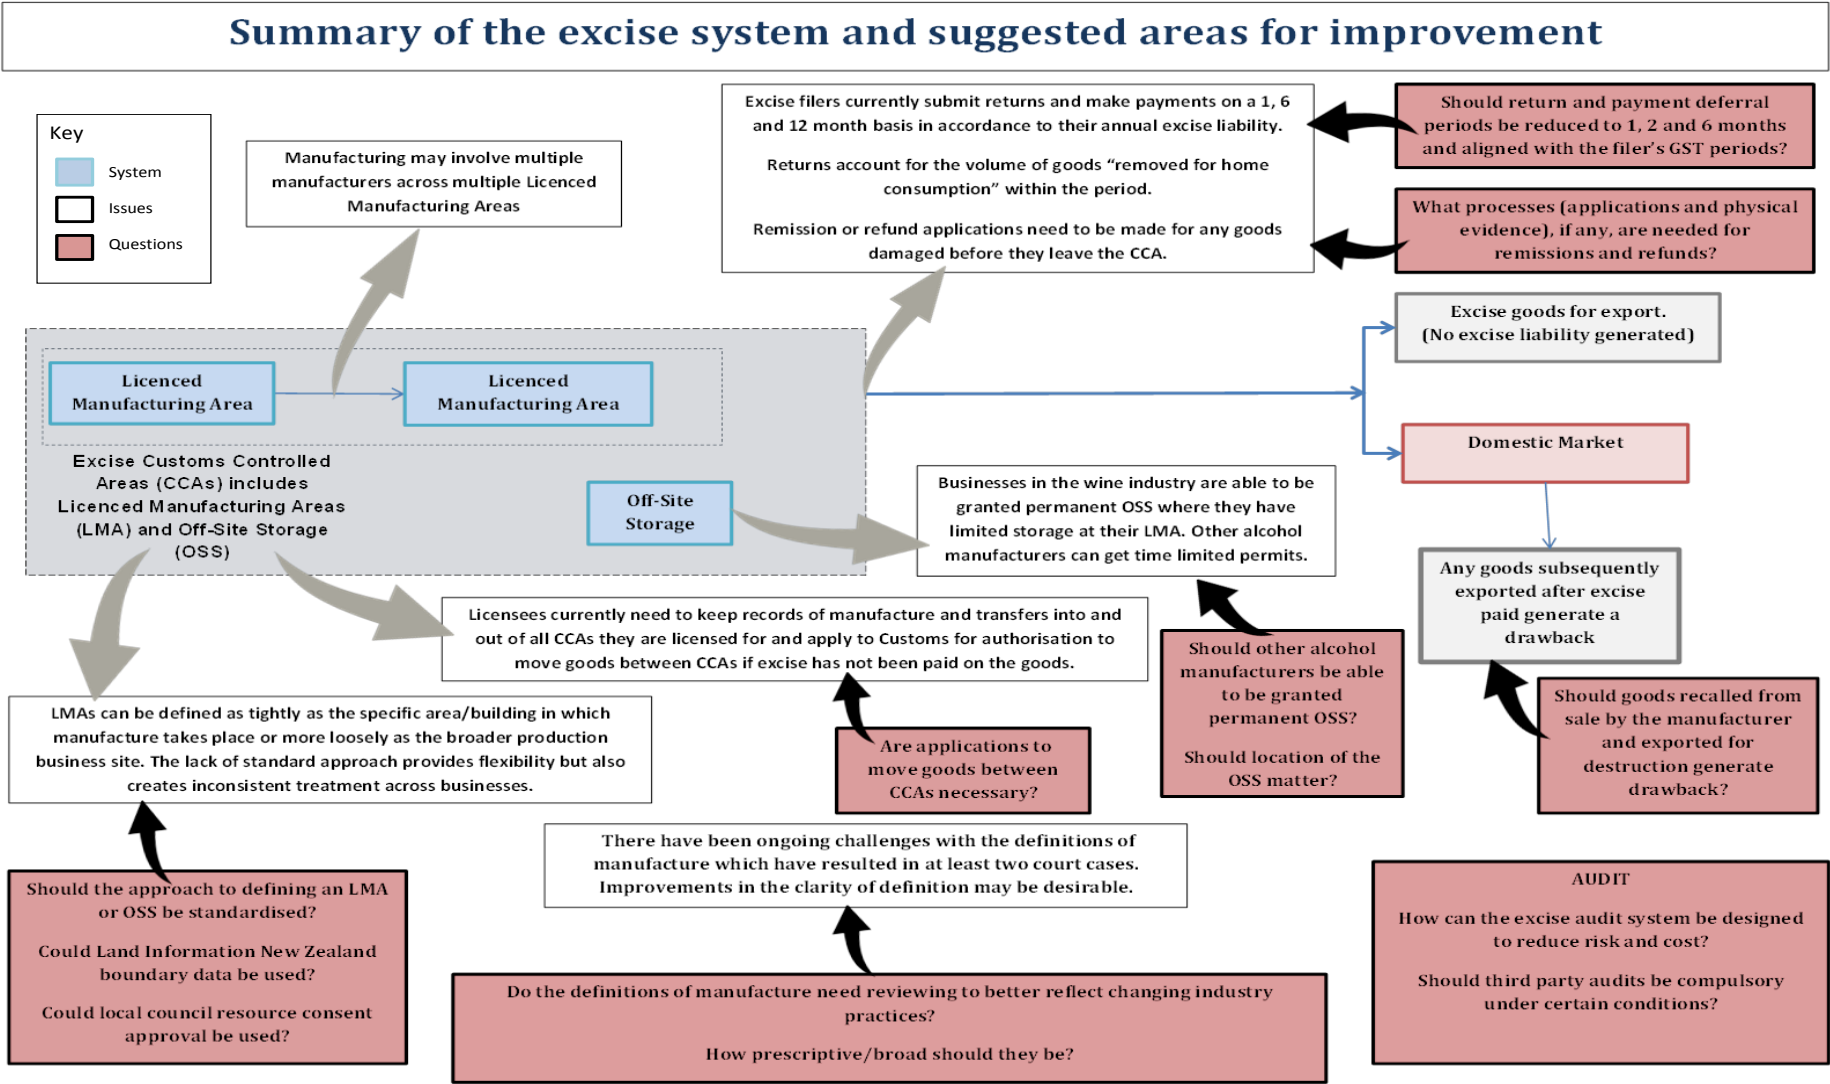 Summary of the excise system and suggested areas for improvement
Key
System
Issues
Questions
Manufacturing may involve multiple
manufacturers across multiple Licenced
Manufacturing Areas
Excise filers currently submit returns and make payments on a 1, 6
and 12 month basis in accordance to their annual excise liability.
Returns account for the volume of goods “removed for home
consumption” within the period.
Remission or refund applications need to be made for any goods
damaged before they leave the CCA.
Should return and payment deferral
periods be reduced to 1, 2 and 6 months
and aligned with the filer’s GST periods?
What processes (applications and physical
evidence), if any, are needed for
remissions and refunds?
Excise goods for export.
(No excise liability generated)
Licenced
Manufacturing Area
Licenced
Manufacturing Area
Domestic Market
Excise Customs Controlled
Areas (CCAs) includes
Licenced Manufacturing Areas
(LMA) and Off-Site Storage
(OSS)
Off-Site
Storage
Businesses in the wine industry are able to be
granted permanent OSS where they have
limited storage at their LMA. Other alcohol
manufacturers can get time limited permits.
Any goods subsequently
exported after excise
paid generate a
drawback
Licensees currently need to keep records of manufacture and transfers into and
out of all CCAs they are licensed for and apply to Customs for authorisation to
move goods between CCAs if excise has not been paid on the goods.
Should other alcohol
manufacturers be able
to be granted
permanent OSS?
Should location of the
OSS matter?
Should goods recalled from
sale by the manufacturer
and exported for
destruction generate
drawback?
LMAs can be defined as tightly as the specific area/building in which
manufacture takes place or more loosely as the broader production
business site. The lack of standard approach provides flexibility but also
creates inconsistent treatment across businesses.
Are applications to
move goods between
CCAs necessary?
There have been ongoing challenges with the definitions of
manufacture which have resulted in at least two court cases.
Improvements in the clarity of definition may be desirable.
Should the approach to defining an LMA
or OSS be standardised?
Could Land Information New Zealand
boundary data be used?
Could local council resource consent
approval be used?
Do the definitions of manufacture need reviewing to better reflect changing industry
practices?
How prescriptive/broad should they be?
AUDIT
How can the excise audit system be designed
to reduce risk and cost?
Should third party audits be compulsory
under certain conditions?